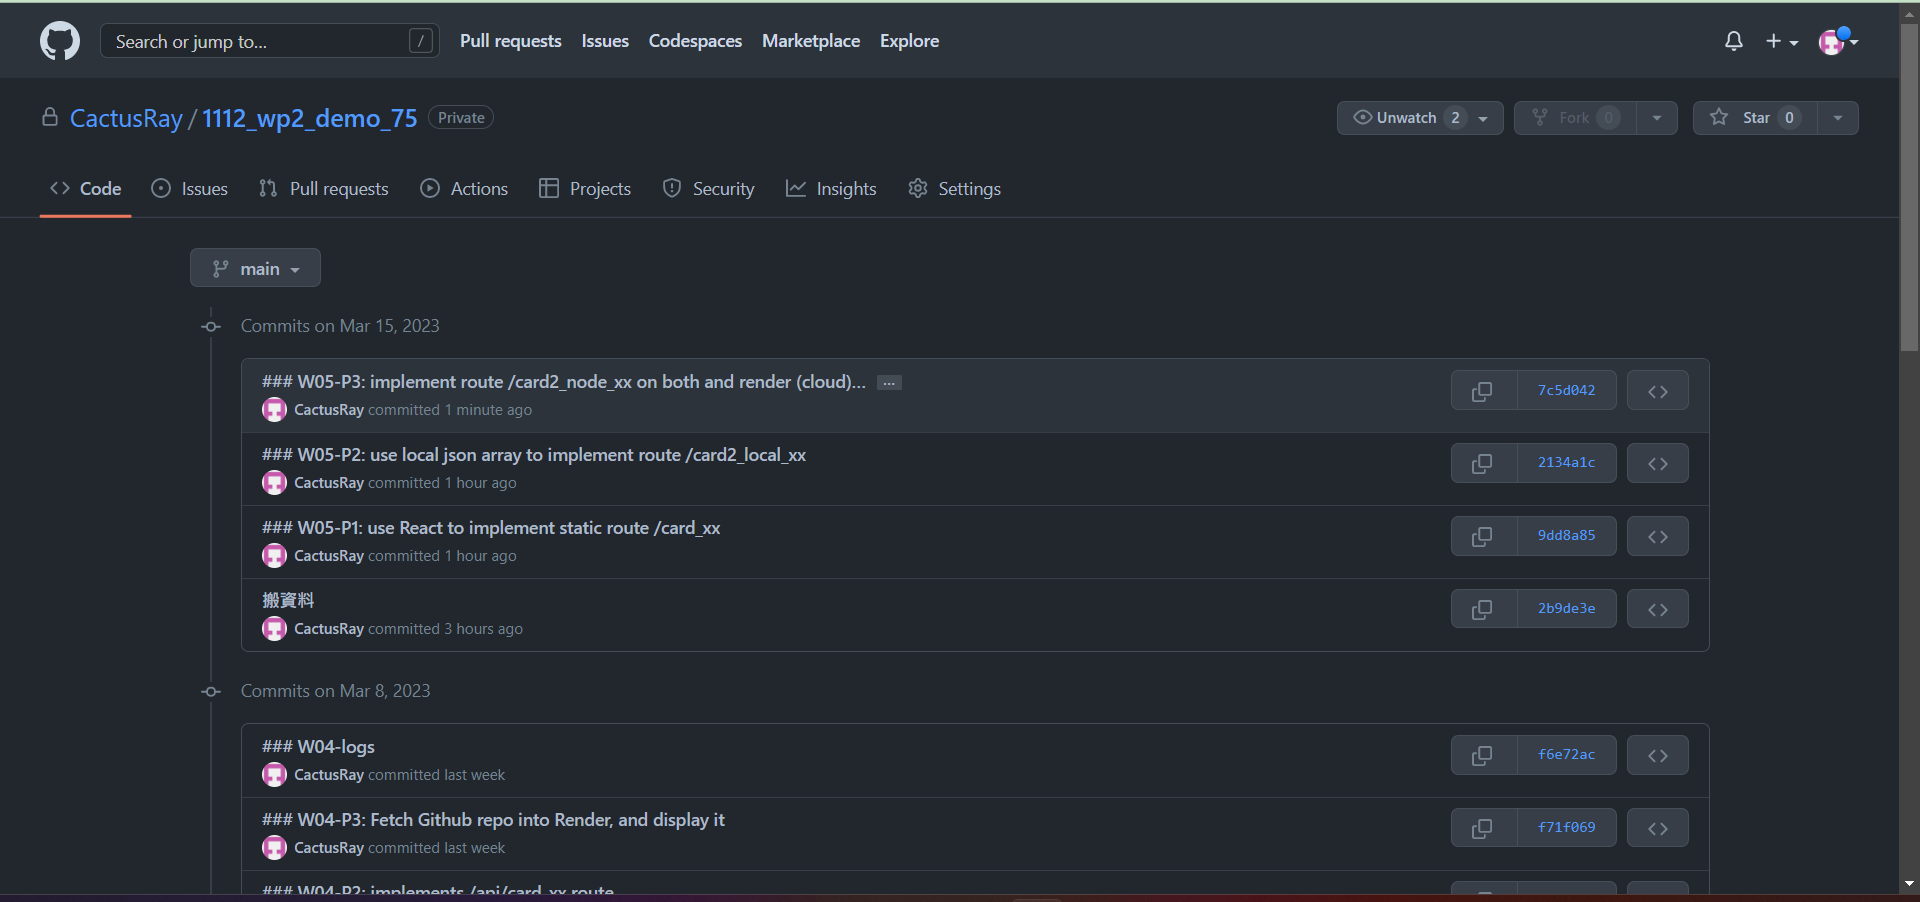 Search or jump to... /
Pull requests Issues Codespaces Marketplace Explore
CactusRay / 1112_wp2_demo_75 Private
Unwatch 2 Fork 0 Star 0
Code Issues Pull requests Actions Projects Security Insights Settings
main
Commits on Mar 15, 2023
### W05-P3: implement route /card2_node_xx on both and render (cloud)... …
CactusRay committed 1 minute ago
7c5d042
### W05-P2: use local json array to implement route /card2_local_xx
CactusRay committed 1 hour ago
2134a1c
### W05-P1: use React to implement static route /card_xx
CactusRay committed 1 hour ago
9dd8a85
搬資料
CactusRay committed 3 hours ago
2b9de3e
Commits on Mar 8, 2023
### W04-logs
CactusRay committed last week
f6e72ac
### W04-P3: Fetch Github repo into Render, and display it
CactusRay committed last week
f71f069
### W04-P2: implements /api/card_xx route